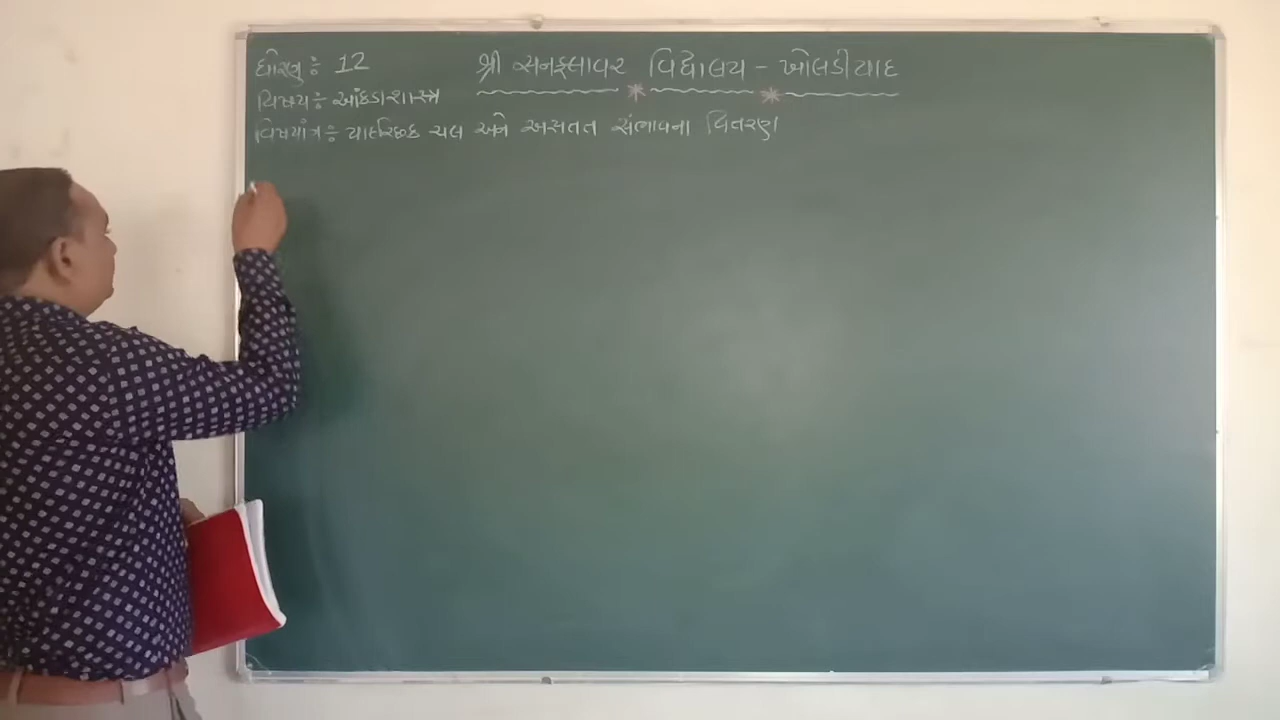 ધોરણ ÷ 12
શ્રી સનફ્લાવર વિદ્યાલય - ખોલડીયાદ
વિષય ÷ આંકડાશાસ્ત્ર
વિષયાંગ ÷ યાદચ્છિક ચલ અને અસતત સંભાવના વિતરણ